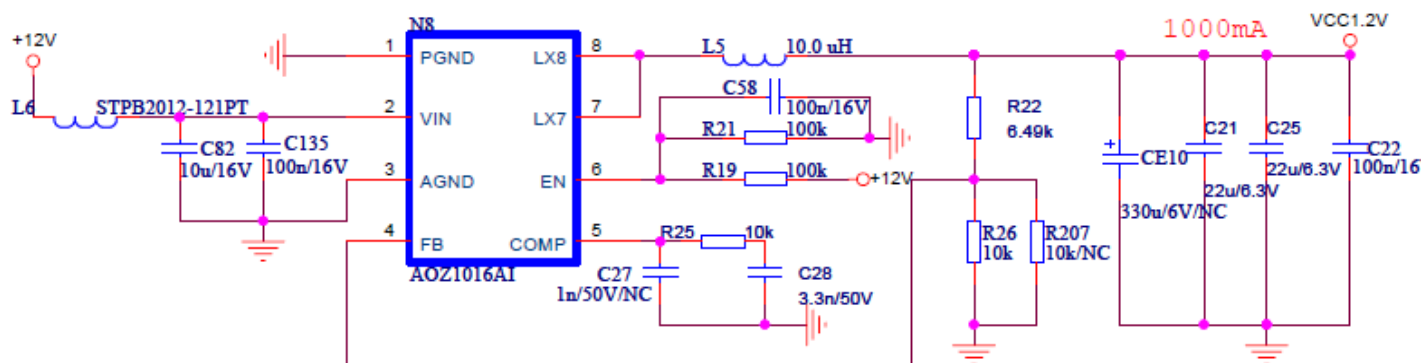 N8
1000mA
VCC1.2V
+12V
1
PGND
LX8
8
L5
10.0 uH
L6
STPB2012-121PT
C58
100n/16V
2
VIN
LX7
7
R22
6.49k
C82
10u/16V
C135
100n/16V
R21
100k
C21
22u/6.3V
C25
22u/6.3V
+
CE10
330u/6V/NC
C22
100n/16
3
AGND
EN
6
R19
100k
+12V
4
FB
COMP
5
R25
10k
R26
10k
R207
10k/NC
AOZ1016AI
C27
1n/50V/NC
C28
3.3n/50V